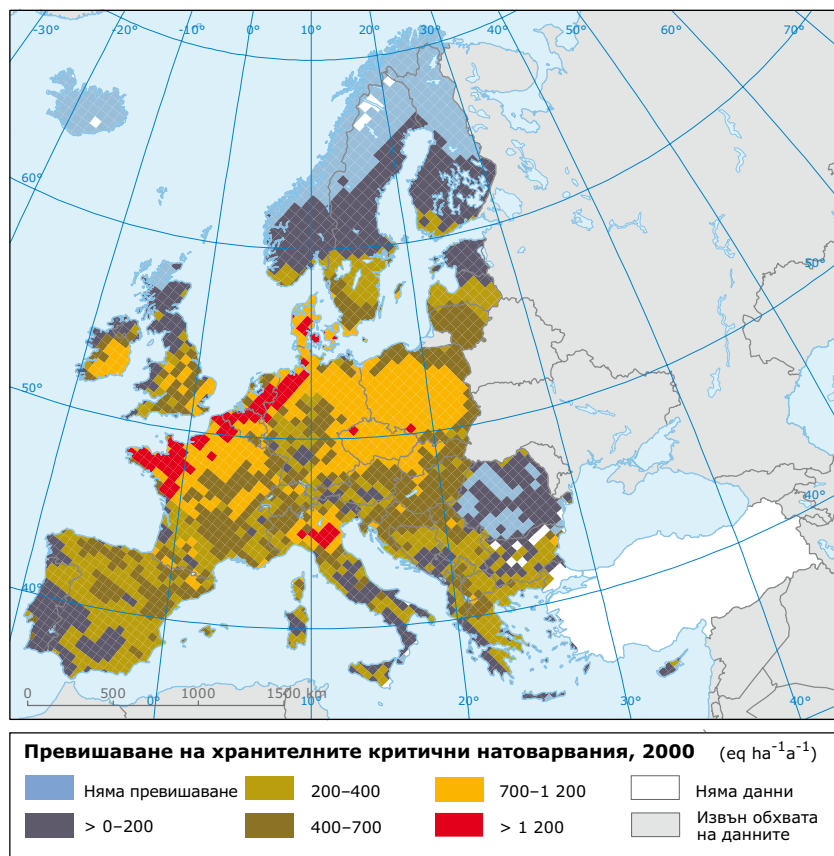 -30° -20° -10° 0° 10° 20° 30° 40° 50° 60° 70°
60°
50°
50°
40°
40°
0 500 1000 1500 km
0° 10° 20° 30° 40°
Превишаване на хранителните критични натоварвания, 2000 (eq ha⁻¹a⁻¹)
Няма превишаване
200–400
700–1 200
Няма данни
> 0–200
400–700
> 1 200
Извън обхвата
на данните